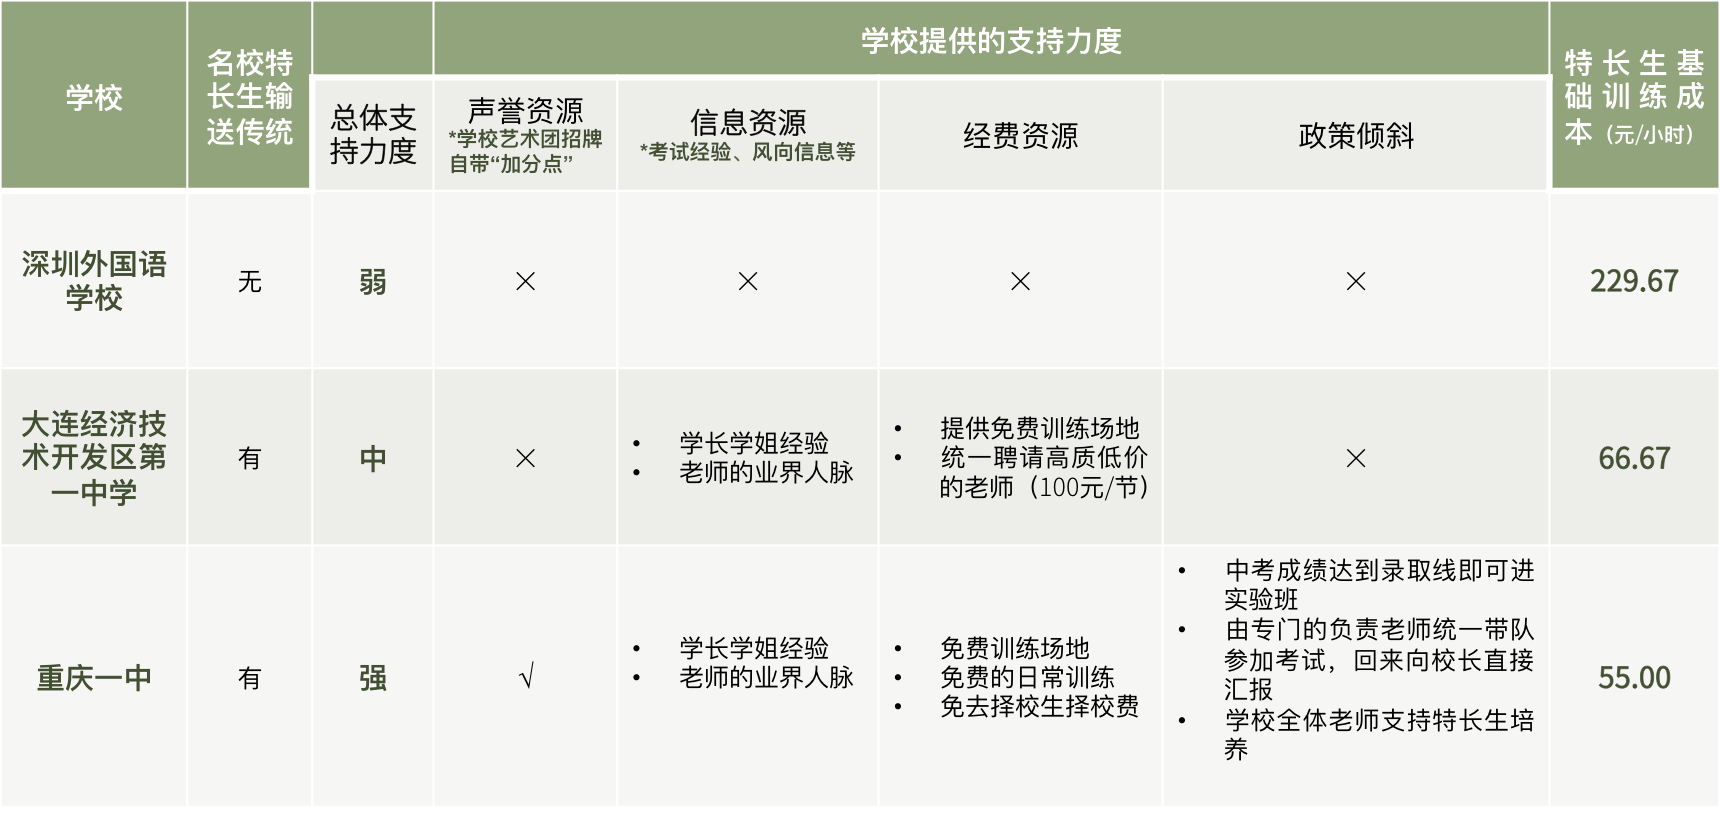 学校
名校特
长生输
送传统
学校提供的支持力度
特长生基
础训练成
本（元/小时）
总体支
持力度
声誉资源
*学校艺术团招牌
自带“加分点”
信息资源
*考试经验、风向信息等
经费资源
政策倾斜
深圳外国语
学校
无
弱
×
×
×
×
229.67
大连经济技
术开发区第
一中学
有
中
×
• 学长学姐经验
• 老师的业界人脉
• 提供免费训练场地
• 统一聘请高质低价
的老师（100元/节）
×
66.67
重庆一中
有
强
√
• 学长学姐经验
• 老师的业界人脉
• 免费训练场地
• 免费的日常训练
• 免去择校生择校费
• 中考成绩达到录取线即可进
实验班
• 由专门的负责老师统一带队
参加考试，回来向校长直接
汇报
• 学校全体老师支持特长生培
养
55.00